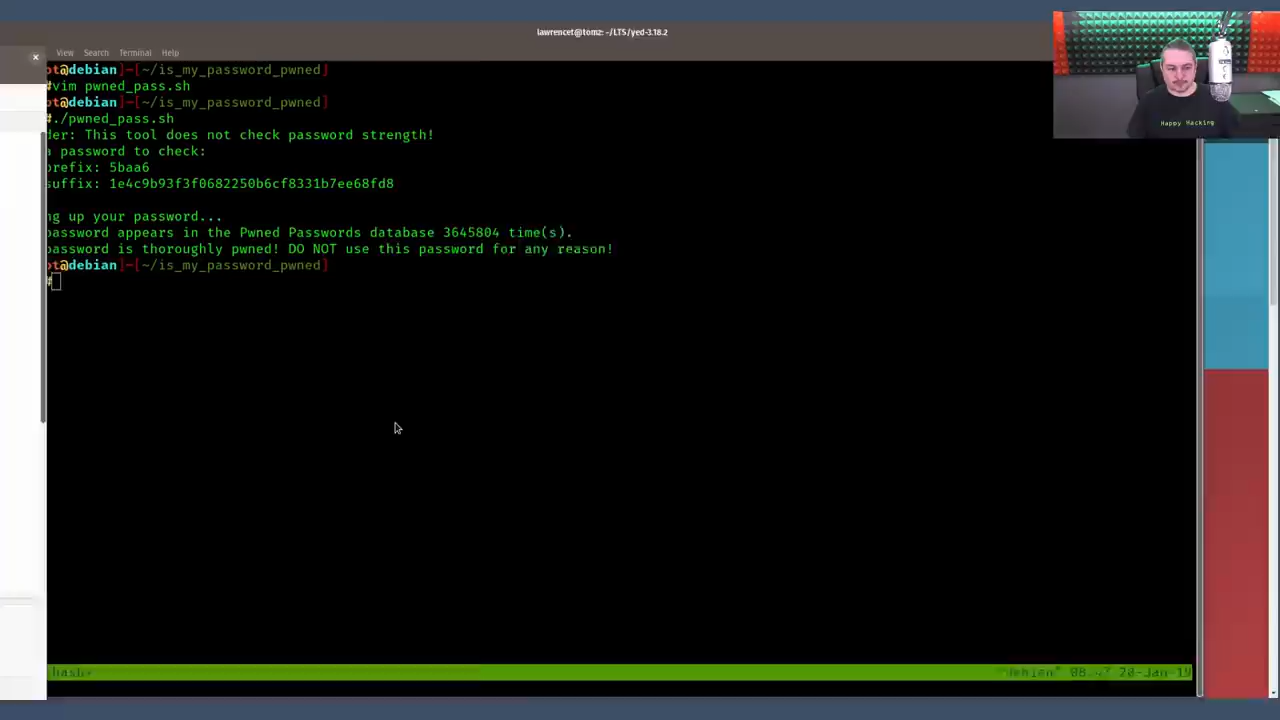 lawrencet@tomz: ~/LTS/yed-3.18.2
View Search Terminal Help
ot@debian]-[~/is_my_password_pwned]
#vim pwned_pass.sh
ot@debian]-[~/is_my_password_pwned]
#./pwned_pass.sh
der: This tool does not check password strength!
a password to check:
prefix: 5baa6
suffix: 1e4c9b93f3f0682250b6cf8331b7ee68fd8
ng up your password...
password appears in the Pwned Passwords database 3645804 time(s).
password is thoroughly pwned! DO NOT use this password for any reason!
ot@debian]-[~/is_my_password_pwned]
#
Happy Hacking
20-Jan-19